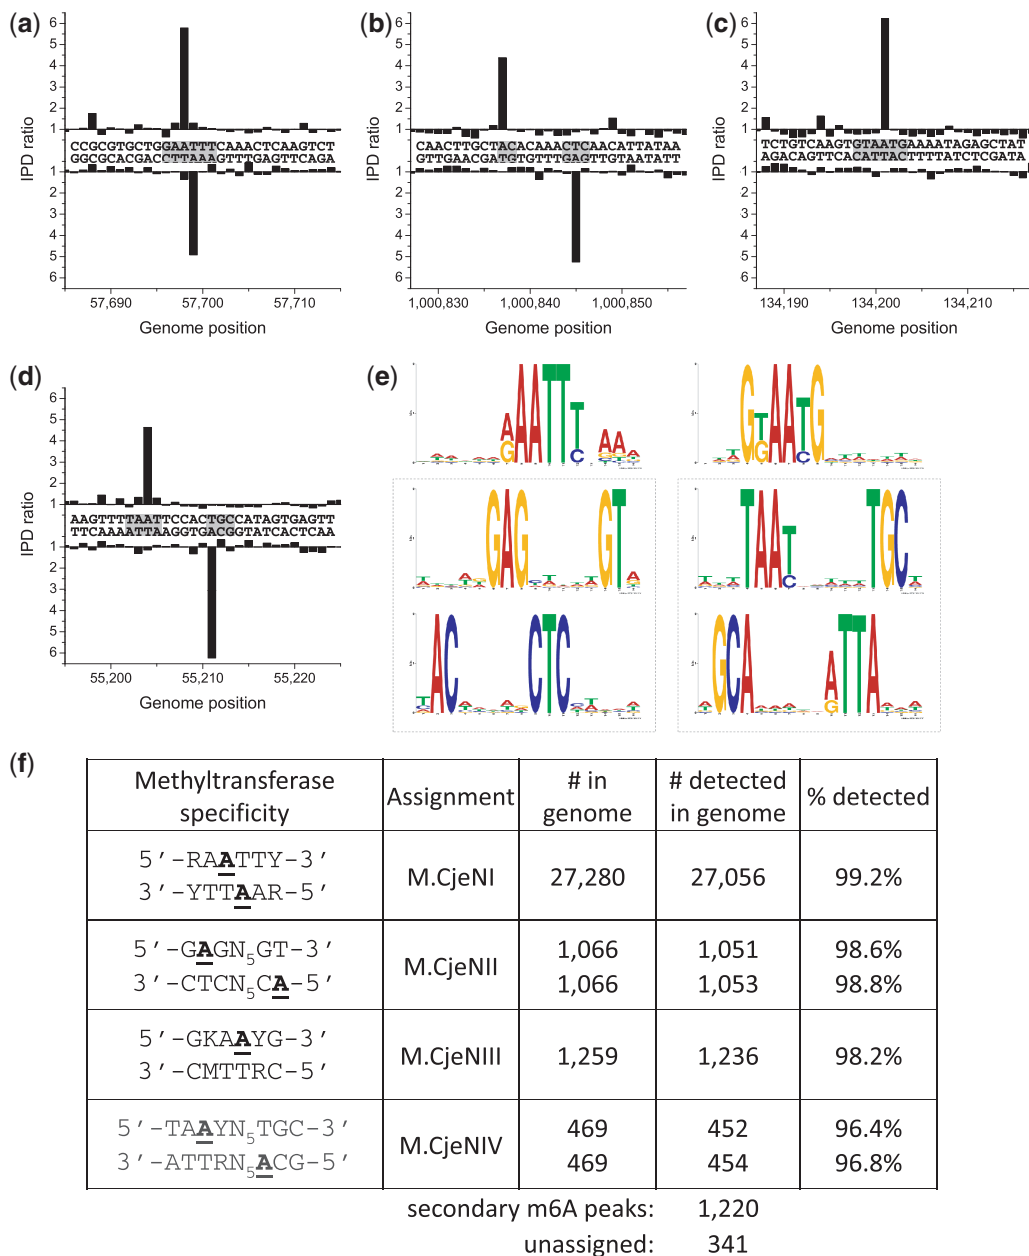 (a)
6
5
4
3
2
1
IPD ratio
CCGCGTGCTGGAATTTCAAACTCAAGTCT
GGCGCACGACCTTAAAGTTTGAGTTCAGA
1
2
3
4
5
6
57,690 57,700 57,710
Genome position
(b)
6
5
4
3
2
1
IPD ratio
CAACTTGCTACACAAACTCAACATTATAA
GTTGAACGATGTGTTTGAGTTGTAATATT
1
2
3
4
5
6
1,000,830 1,000,840 1,000,850
Genome position
(c)
6
5
4
3
2
1
IPD ratio
TCTGTCAAGTGTAATGAAAATAGAGCTAT
AGACAGTTCACATTACTTTTATCTCGATA
1
2
3
4
5
6
134,190 134,200 134,210
Genome position
(d)
6
5
4
3
2
1
IPD ratio
AAGTTTTAATTCCACTGCCATAGTGAGTT
TTCAAAATTAAGGTGACGGTATCACTCAA
1
2
3
4
5
6
55,200 55,210 55,220
Genome position
(e)
(f)
Methyltransferase specificity Assignment # in genome # detected in genome % detected
5′-RAATTY-3′
3′-YTTAAR-5′
M.CjeNI 27,280 27,056 99.2%
5′-GAGN5GT-3′ 1,066 1,051 98.6%
M.CjeNII
3′-CTCN5CA-5′ 1,066 1,053 98.8%
5′-GKAAYG-3′
3′-CMTTRC-5′
M.CjeNIII 1,259 1,236 98.2%
5′-TAAYN5TGC-3′ 469 452 96.4%
M.CjeNIV
3′-ATTRN5ACG-5′ 469 454 96.8%
secondary m6A peaks: 1,220
unassigned: 341